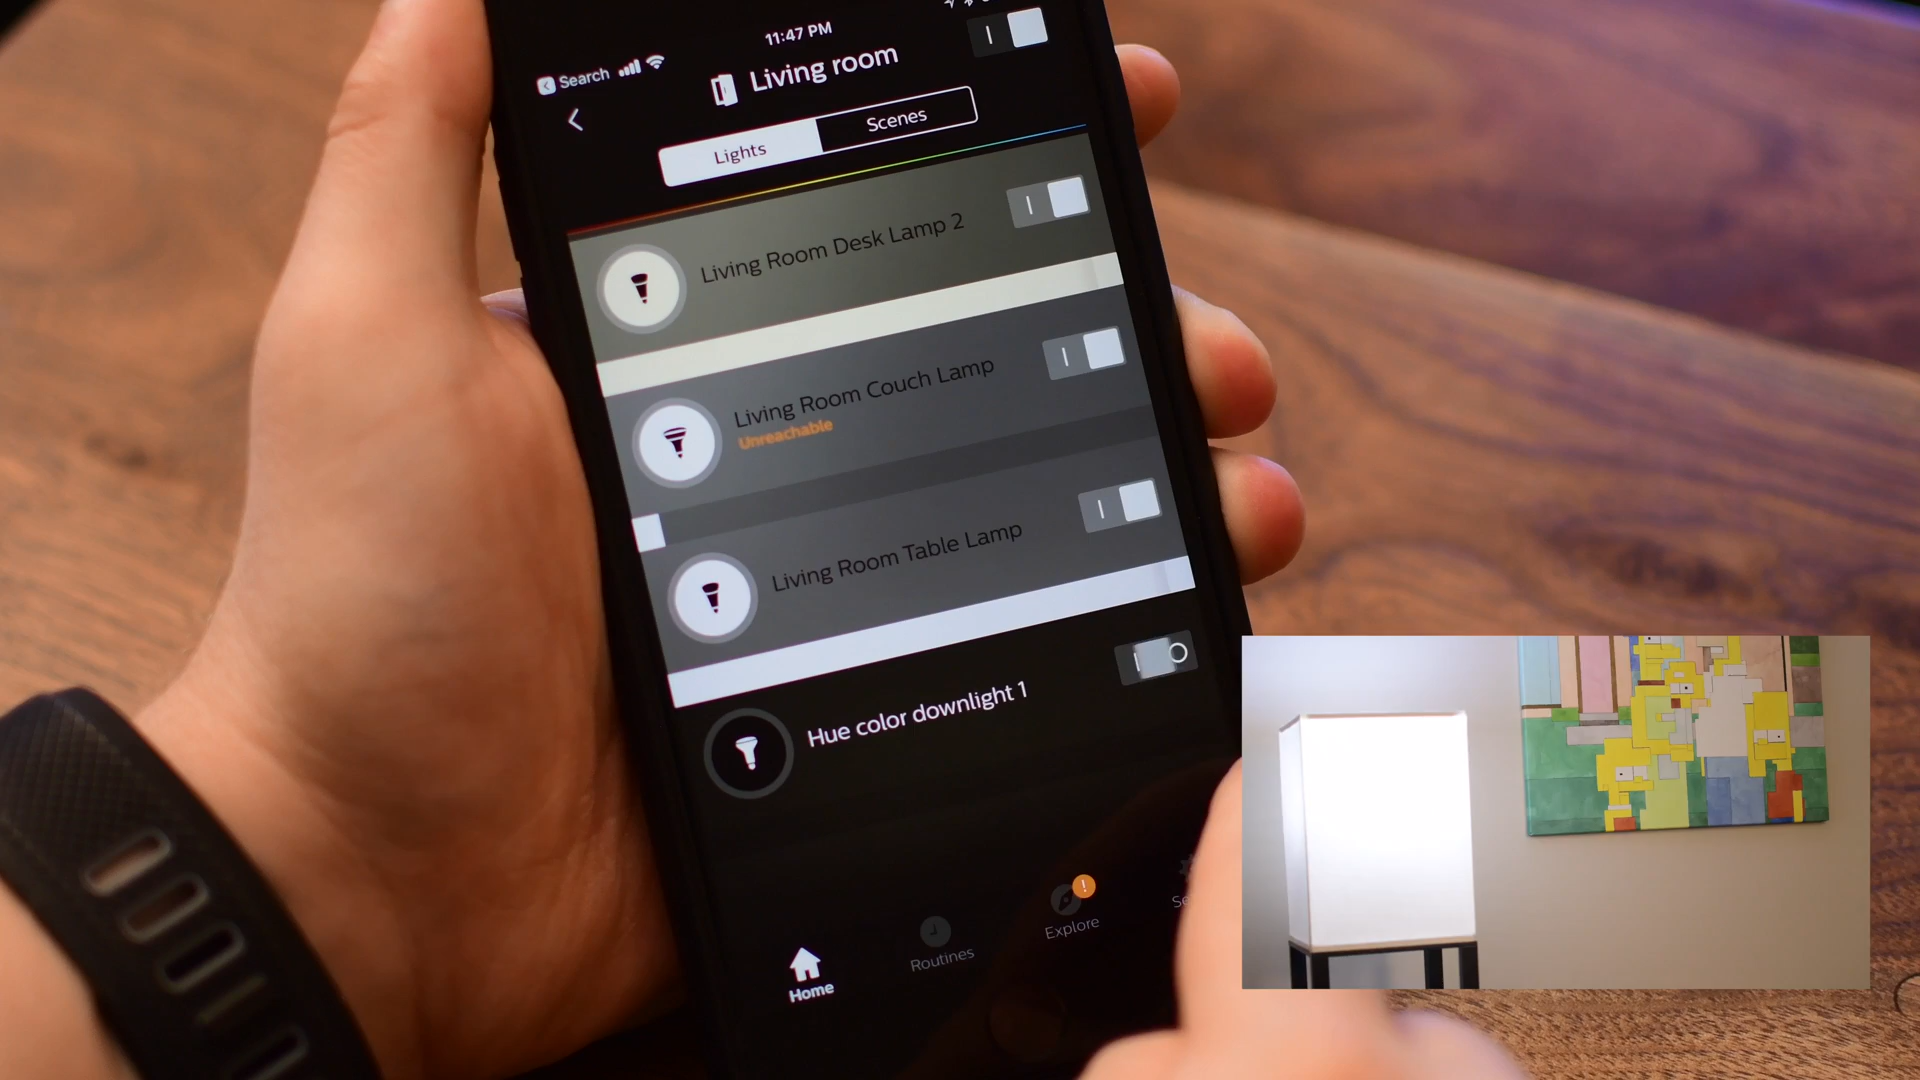 11:47 PM
Search
Living room
Lights
Scenes
Living Room Desk Lamp 2
Living Room Couch Lamp
Unreachable
Living Room Table Lamp
Hue color downlight 1
Home
Routines
Explore
!